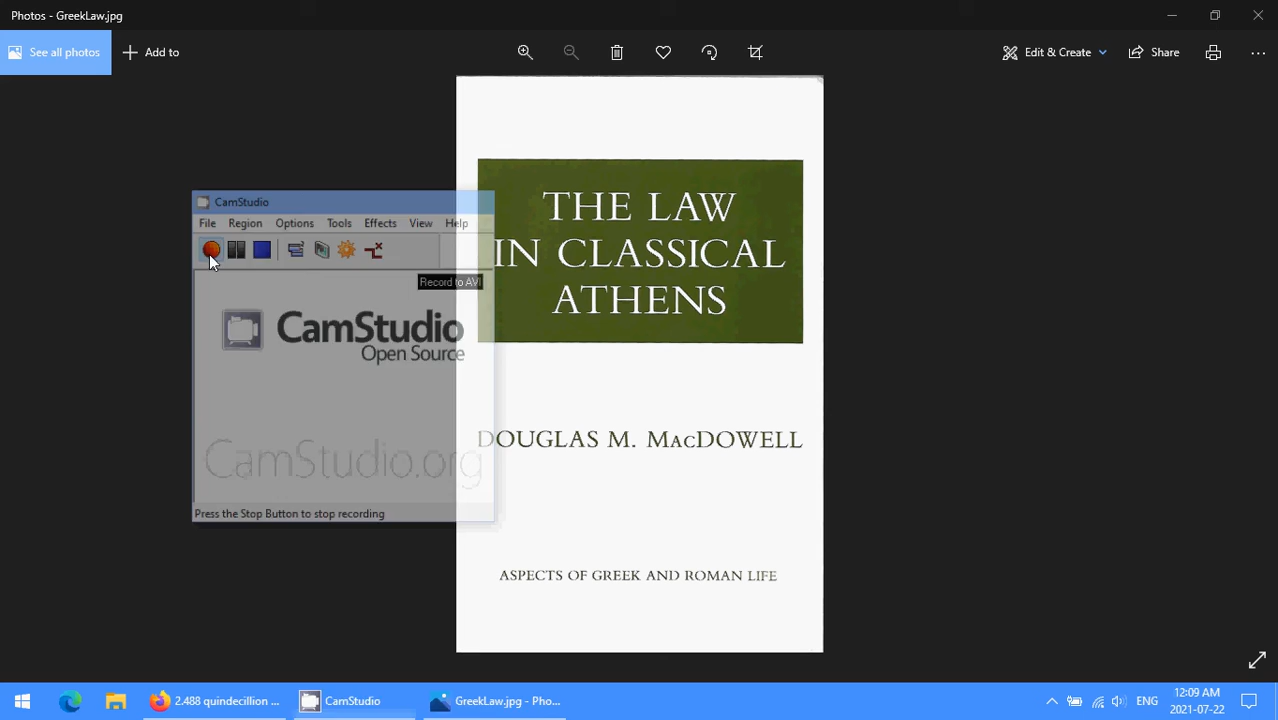 Photos - GreekLaw.jpg
See all photos
Add to
Edit & Create
Share
THE LAW
IN CLASSICAL
ATHENS
DOUGLAS M. MACDOWELL
ASPECTS OF GREEK AND ROMAN LIFE
CamStudio
File Region Options Tools Effects View Help
Record to AVI
CamStudio
Open Source
CamStudio.org
Press the Stop Button to stop recording
2.488 quindecillion ...
CamStudio
GreekLaw.jpg - Pho...
ENG
12:09 AM
2021-07-22